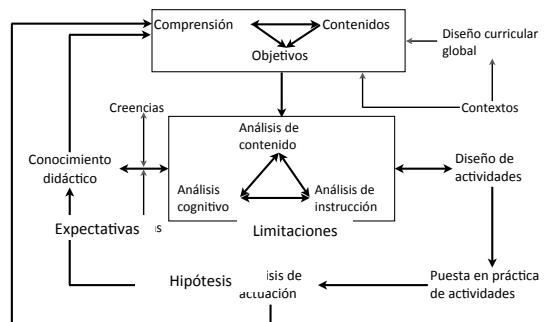 Comprensión
Contenidos
Objetivos
Diseño curricular
global
Creencias
Contextos
Análisis de
contenido
Conocimiento
didáctico
Análisis
cognitivo
Análisis de
instrucción
Diseño de
actividades
Expectativas
Limitaciones
Hipótesis
de
actuación
Puesta en práctica
de actividades